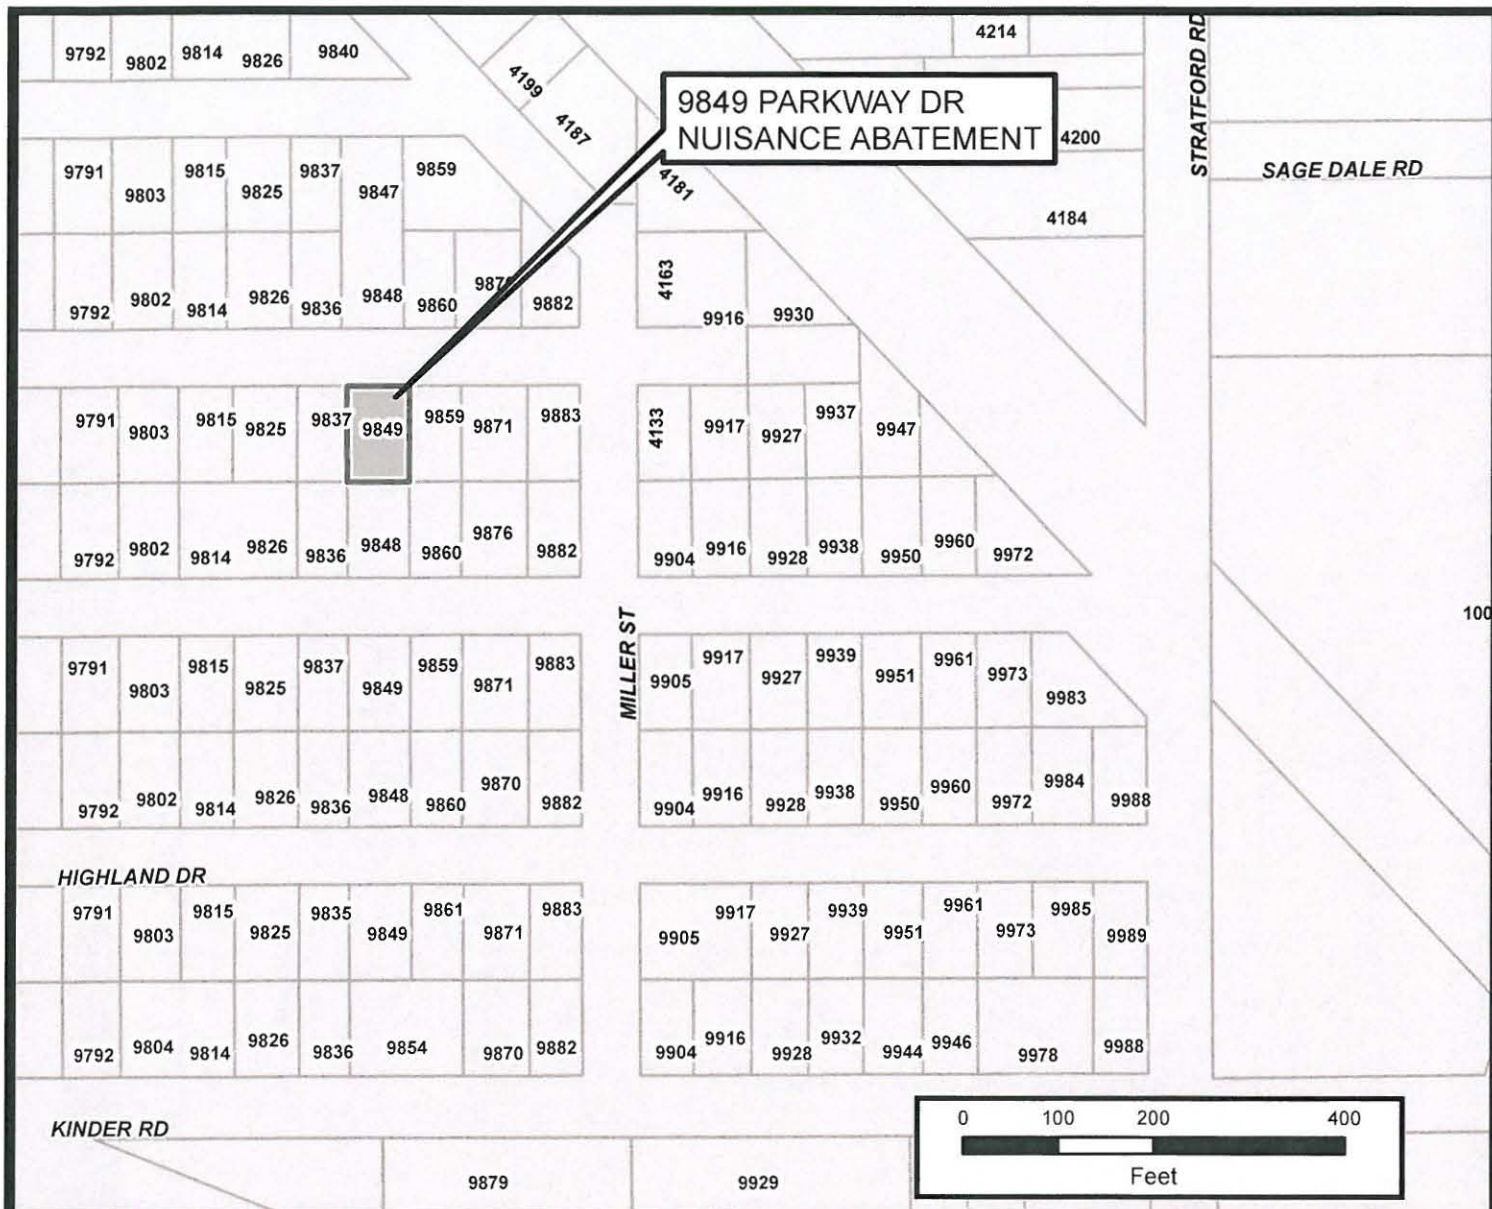 9792 9802 9814 9826 9840
4214
4199
4187
9849 PARKWAY DR
NUISANCE ABATEMENT
4200
STRATFORD RD
SAGE DALE RD
9791 9803 9815 9825 9837 9847 9859
4181
4184
9792 9802 9814 9826 9836 9848 9860 9882
4163 9916 9930
9791 9803 9815 9825 9837 9849 9859 9871 9883
4133 9917 9927 9937 9947
9792 9802 9814 9826 9836 9848 9860 9876 9882
9904 9916 9928 9938 9950 9960 9972
100
MILLER ST
9791 9803 9815 9825 9837 9849 9859 9871 9883
9905 9917 9927 9939 9951 9961 9973 9983
9792 9802 9814 9826 9836 9848 9860 9870 9882
9904 9916 9928 9938 9950 9960 9972 9984 9988
HIGHLAND DR
9791 9803 9815 9825 9835 9849 9861 9871 9883
9905 9917 9927 9939 9951 9961 9973 9985 9989
9792 9804 9814 9826 9836 9854 9870 9882
9904 9916 9928 9932 9944 9946 9978 9988
KINDER RD
9879 9929
0 100 200 400
Feet